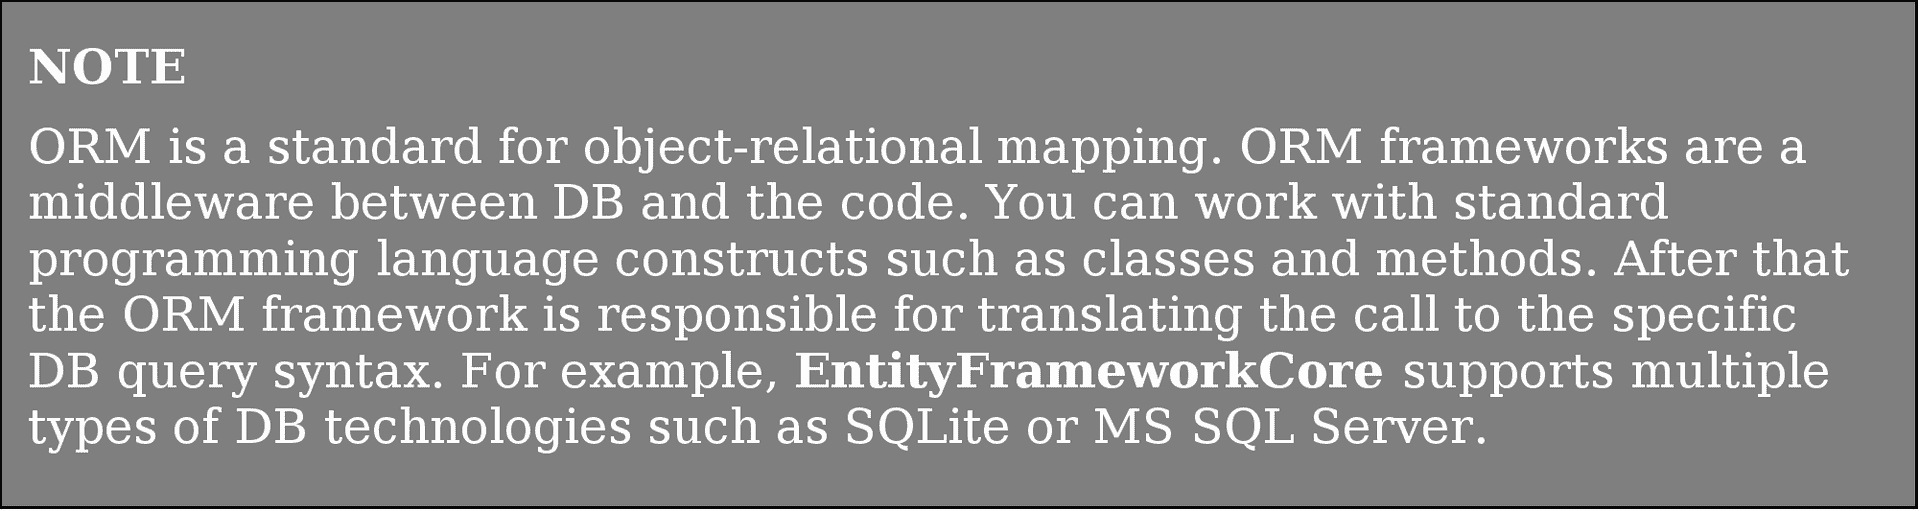 NOTE
ORM is a standard for object-relational mapping. ORM frameworks are a
middleware between DB and the code. You can work with standard
programming language constructs such as classes and methods. After that
the ORM framework is responsible for translating the call to the specific
DB query syntax. For example, EntityFrameworkCore supports multiple
types of DB technologies such as SQLite or MS SQL Server.